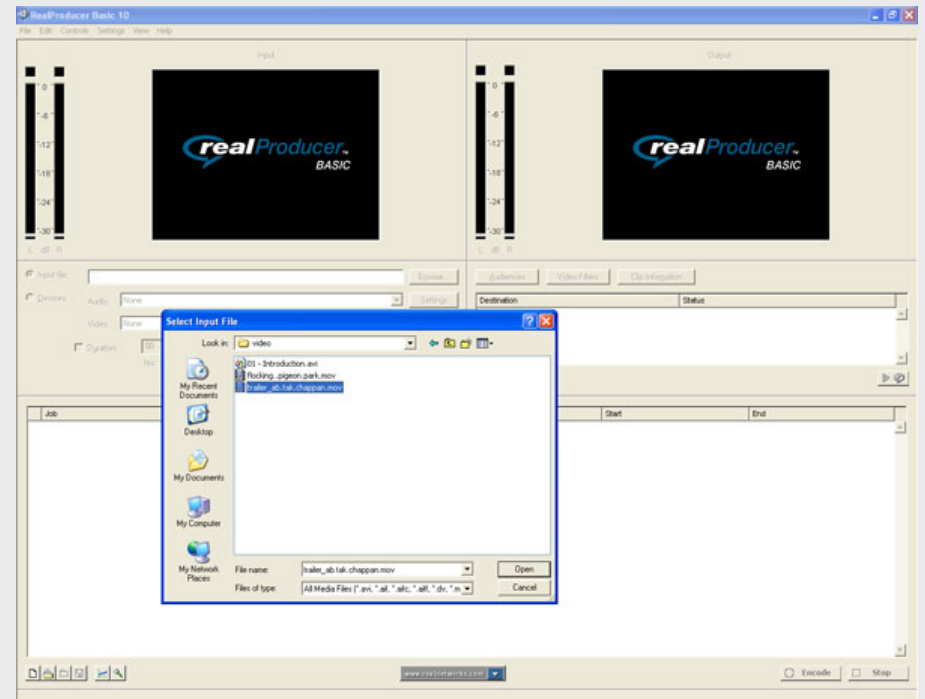 RealProducer Basic 10
File Edit Controls Settings View Help
Input
Output
0
-6
-12
-18
-24
-30
L dB R
realProducer™
BASIC
0
-6
-12
-18
-24
-30
L dB R
realProducer™
BASIC
Input file:
Browse...
Devices:
Audio:
None
Settings
Video:
None
Duration:
Audiences
Video Filters
Clip Information
Destination
Status
Select Input File
Look in:
video
01 - Introduction.avi
flocking_.pigeon.park.mov
trailer_ab.tak.chappan.mov
My Recent
Documents
Desktop
My Documents
My Computer
My Network
Places
File name:
trailer_ab.tak.chappan.mov
Open
Files of type:
All Media Files (*.avi, *.aif, *.aifc, *.aiff, *.dv, *.m
Cancel
Job
Start
End
www.realnetworks.com
Encode
Stop